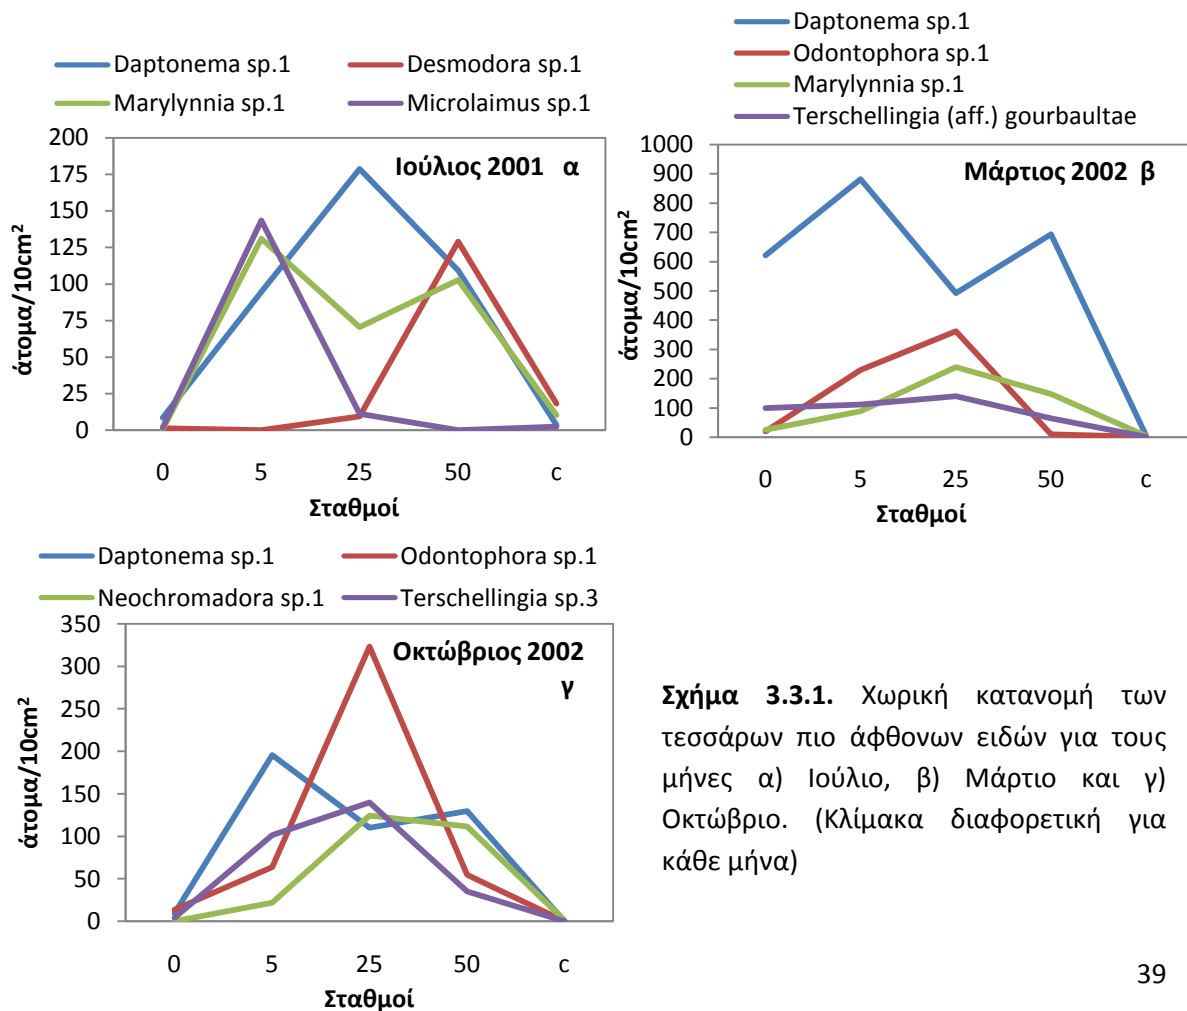 Daptonema sp.1
Desmodora sp.1
Marylynnia sp.1
Microlaimus sp.1
200
175
150
125
100
75
50
25
0
άτομα/10cm²
Ιούλιος 2001 α
0 5 25 50 c
Σταθμοί
Daptonema sp.1
Odontophora sp.1
Marylynnia sp.1
Terschellingia (aff.) gourbaultae
1000
900
800
700
600
500
400
300
200
100
0
άτομα/10cm²
Μάρτιος 2002 β
0 5 25 50 c
Σταθμοί
Daptonema sp.1
Odontophora sp.1
Neochromadora sp.1
Terschellingia sp.3
350
300
250
200
150
100
50
0
άτομα/10cm²
Οκτώβριος 2002
γ
0 5 25 50 c
Σταθμοί
Σχήμα 3.3.1. Χωρική κατανομή των
τεσσάρων πιο άφθονων ειδών για τους
μήνες α) Ιούλιο, β) Μάρτιο και γ)
Οκτώβριο. (Κλίμακα διαφορετική για
κάθε μήνα)
39